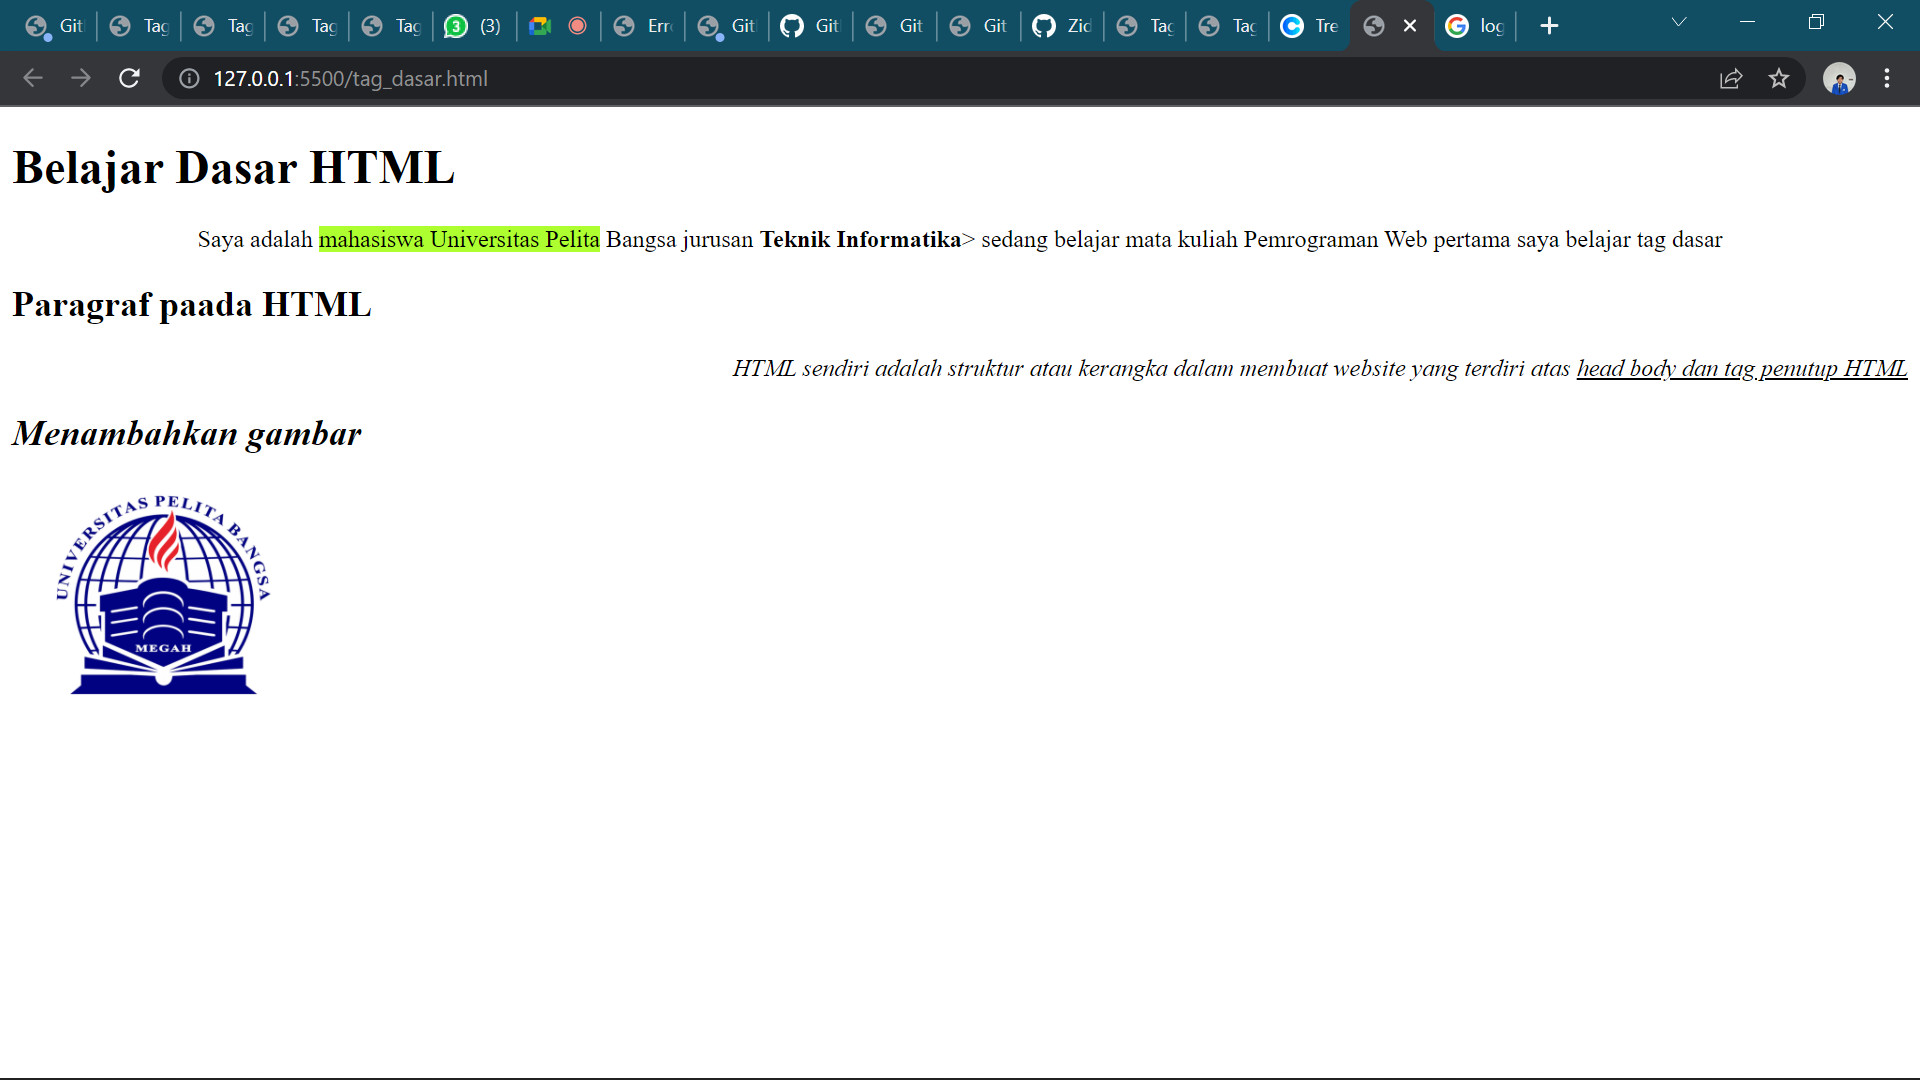 Git
Tag
Tag
Tag
Tag
3
(3)
Erro
Git
Git
Git
Git
Zid
Tag
Tag
Tre
log
127.0.0.1:5500/tag_dasar.html
Belajar Dasar HTML
Saya adalah mahasiswa Universitas Pelita Bangsa jurusan Teknik Informatika> sedang belajar mata kuliah Pemrograman Web pertama saya belajar tag dasar
Paragraf paada HTML
HTML sendiri adalah struktur atau kerangka dalam membuat website yang terdiri atas head body dan tag penutup HTML
Menambahkan gambar
UNIVERSITAS PELITA BANGSA
MEGAH